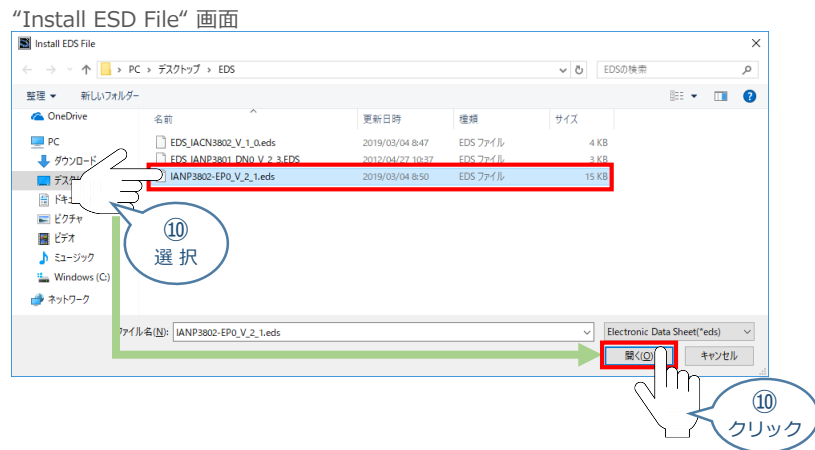 “Install ESD File“ 画面
Install EDS File
PC › デスクトップ › EDS
EDSの検索
整理
新しいフォルダー
OneDrive
PC
ダウンロード
デスク
ドキュ
ピクチャ
ビデオ
ミュージック
Windows (C:)
ネットワーク
名前 更新日時 種類 サイズ
EDS_IACN3802_V_1_0.eds 2019/03/04 8:47 EDS ファイル 4 KB
EDS_IANP3801_DN0_V_2_3.EDS 2012/04/27 10:37 EDS ファイル 3 KB
IANP3802-EP0_V_2_1.eds 2019/03/04 8:50 EDS ファイル 15 KB
⑩
選 択
ファイル名(N): IANP3802-EP0_V_2_1.eds
Electronic Data Sheet(*eds)
開く(O)
キャンセル
⑩
クリック